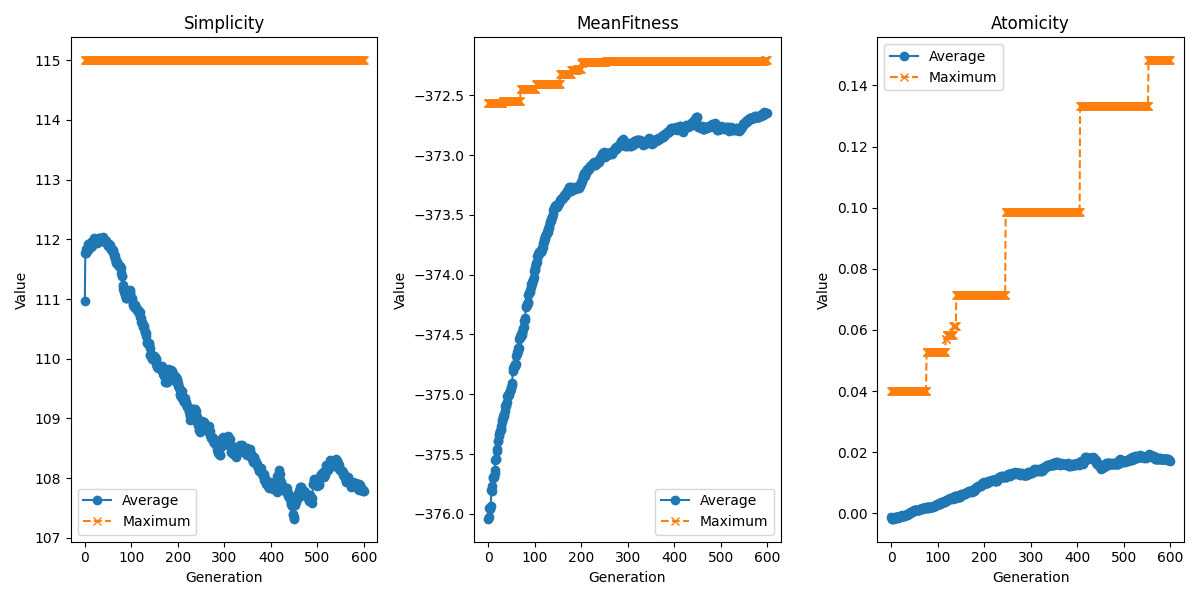 Simplicity
115
114
113
112
111
110
109
108
107
Value
0 100 200 300 400 500 600
Generation
Average
Maximum
MeanFitness
−372.5
−373.0
−373.5
−374.0
−374.5
−375.0
−375.5
−376.0
Value
0 100 200 300 400 500 600
Generation
Average
Maximum
Atomicity
0.14
0.12
0.10
0.08
0.06
0.04
0.02
0.00
Value
0 100 200 300 400 500 600
Generation
Average
Maximum